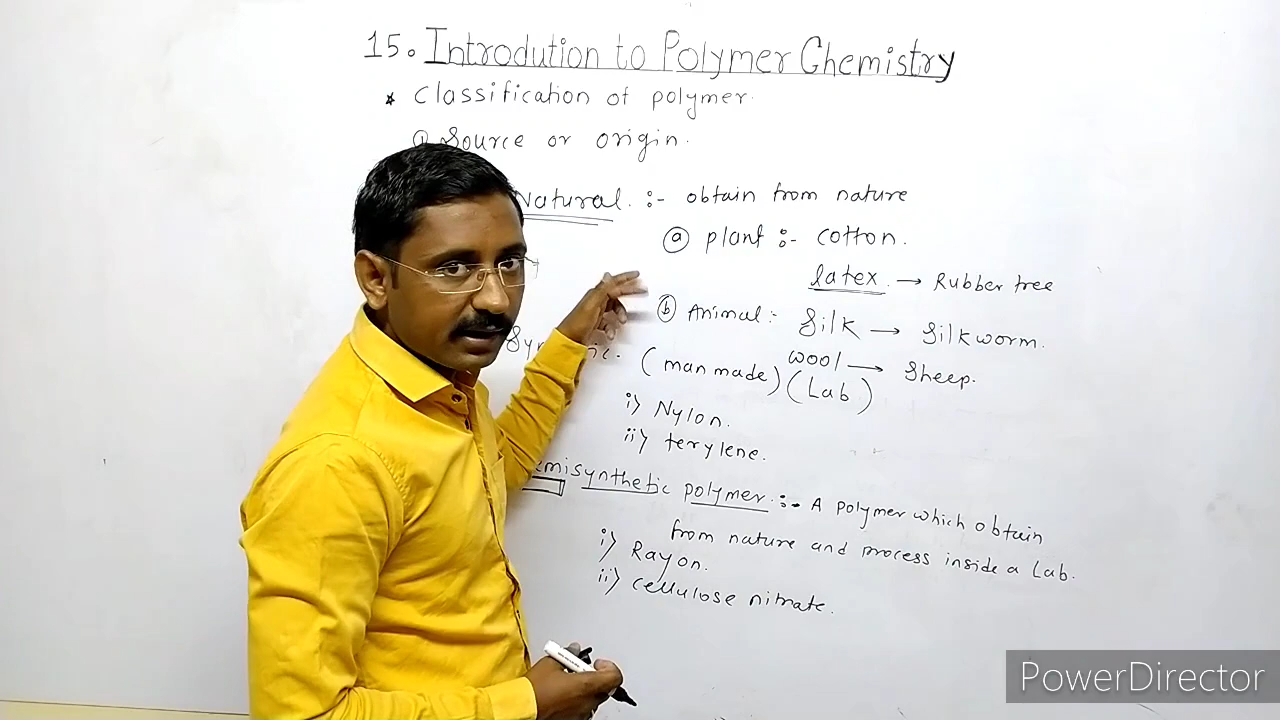 15. Introdution to Polymer Chemistry
* Classification of polymer.
① Source or origin.
Natural. :- obtain from nature
ⓐ plant :- cotton.
latex. → Rubber tree
ⓑ Animal :- Silk → Silkworm.
wool → Sheep.
(man made) (Lab)
i) Nylon.
ii) terylene.
emisynthetic polymer. :- A polymer which obtain
from nature and process inside a Lab.
i) Rayon.
ii) cellulose nitrate.
PowerDirector